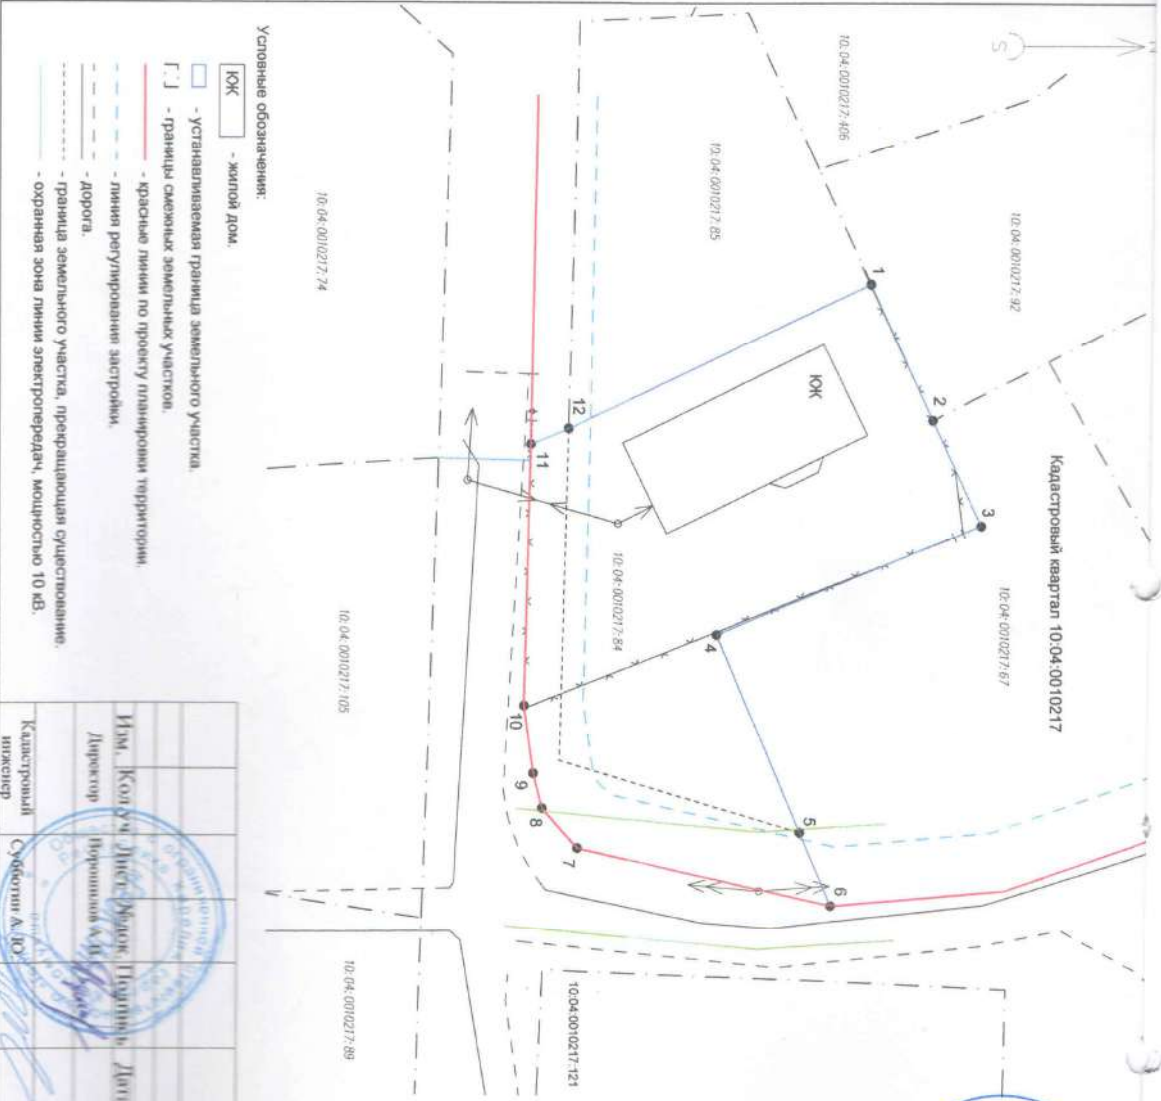 N
S
10:04:0010217:406
10:04:0010217:92
Кадастровый квартал 10:04:0010217
10:04:0010217:85
10:04:0010217:67
1
2
3
КЖ
12
11
4
10:04:0010217:84
5
6
10
9
8
7
10:04:0010217:74
10:04:0010217:105
10:04:0010217:121
10:04:0010217:89
Условные обозначения:
КЖ - жилой дом.
- устанавливаемая граница земельного участка.
- границы смежных земельных участков.
- красные линии по проекту планировки территории.
- линия регулирования застройки.
- дорога.
- граница земельного участка, прекращающая существование.
- охранная зона линии электропередач, мощностью 10 кВ.
Изм. Кол.уч. Лист №док. Подпись Дата
Директор Ворошилов А.И.
Кадастровый инженер Субботин А.Ю.